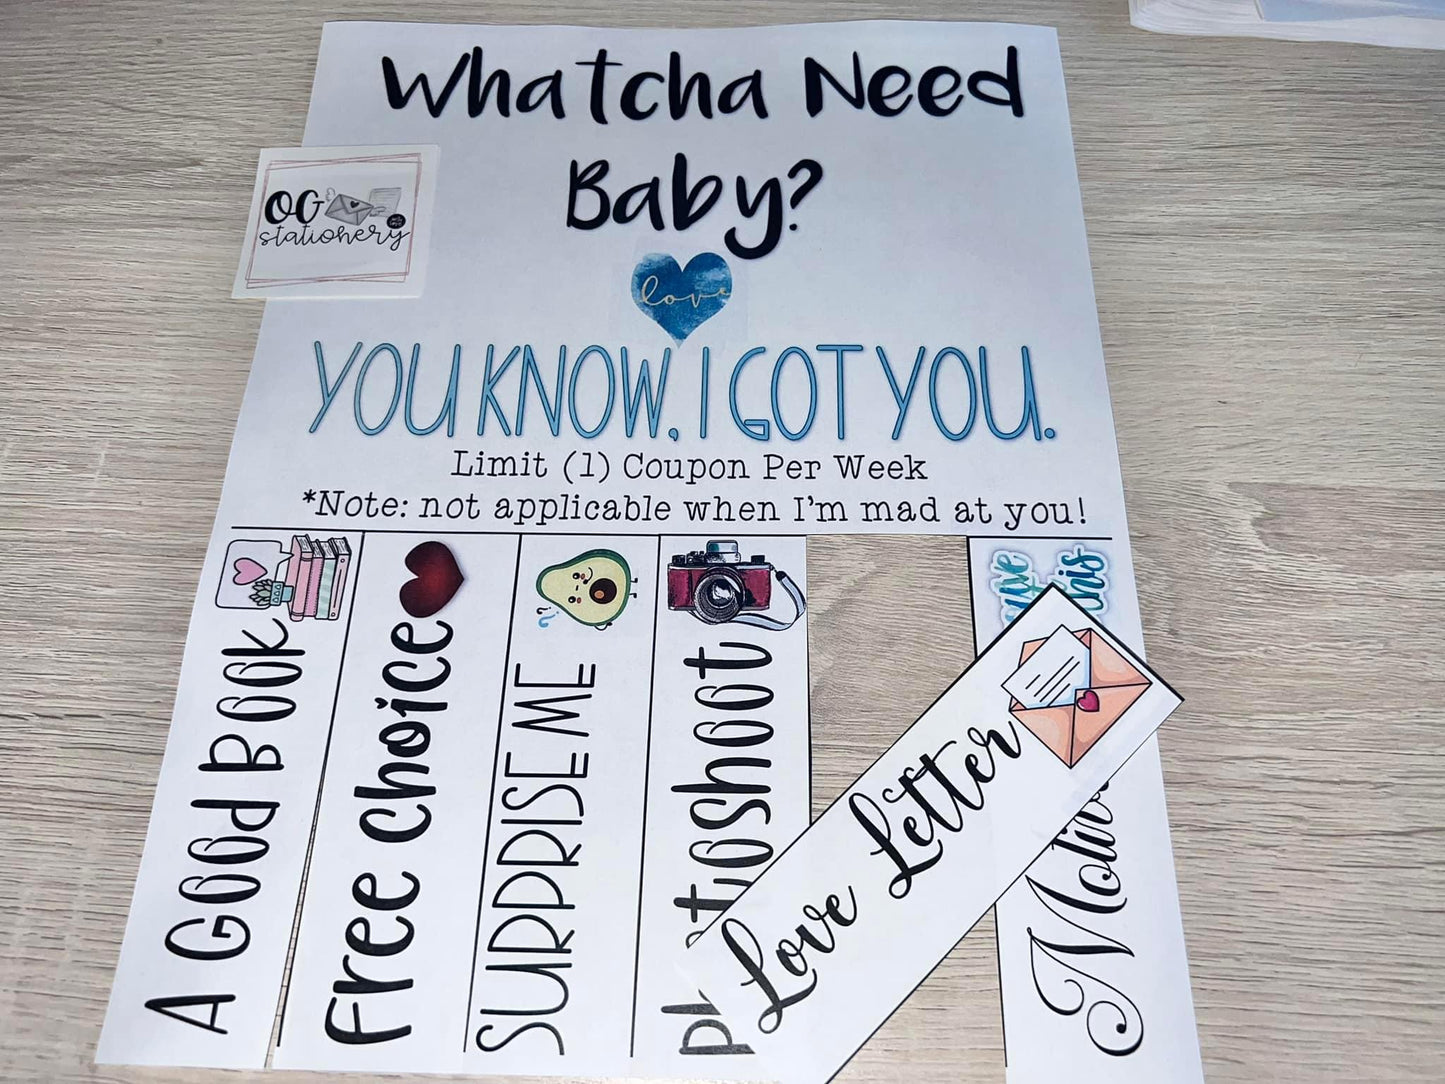 Whatcha Need
Baby?
OG
stationery
love
YOU KNOW, I GOT YOU.
Limit (1) Coupon Per Week
*Note: not applicable when I'm mad at you!
A Good Book
Free Choice
SURPRISE ME
photoshoot
Love Letter
this